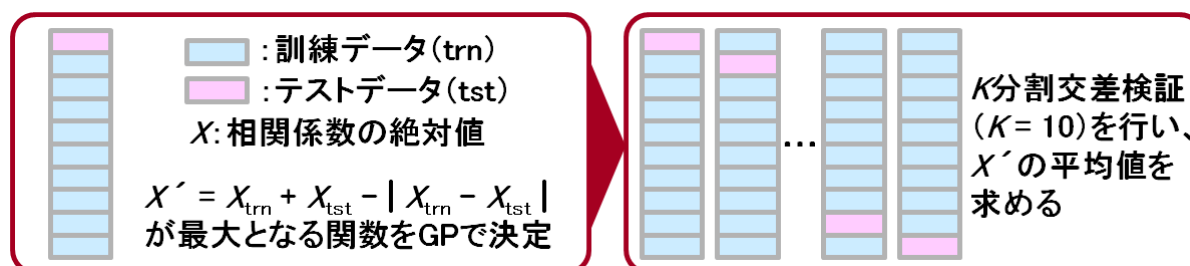 ：訓練データ（trn）
：テストデータ（tst）
X：相関係数の絶対値
X´ = Xtrn + Xtst −| Xtrn − Xtst |
が最大となる関数をGPで決定
…
K分割交差検証
（K = 10）を行い、
X´の平均値を
求める